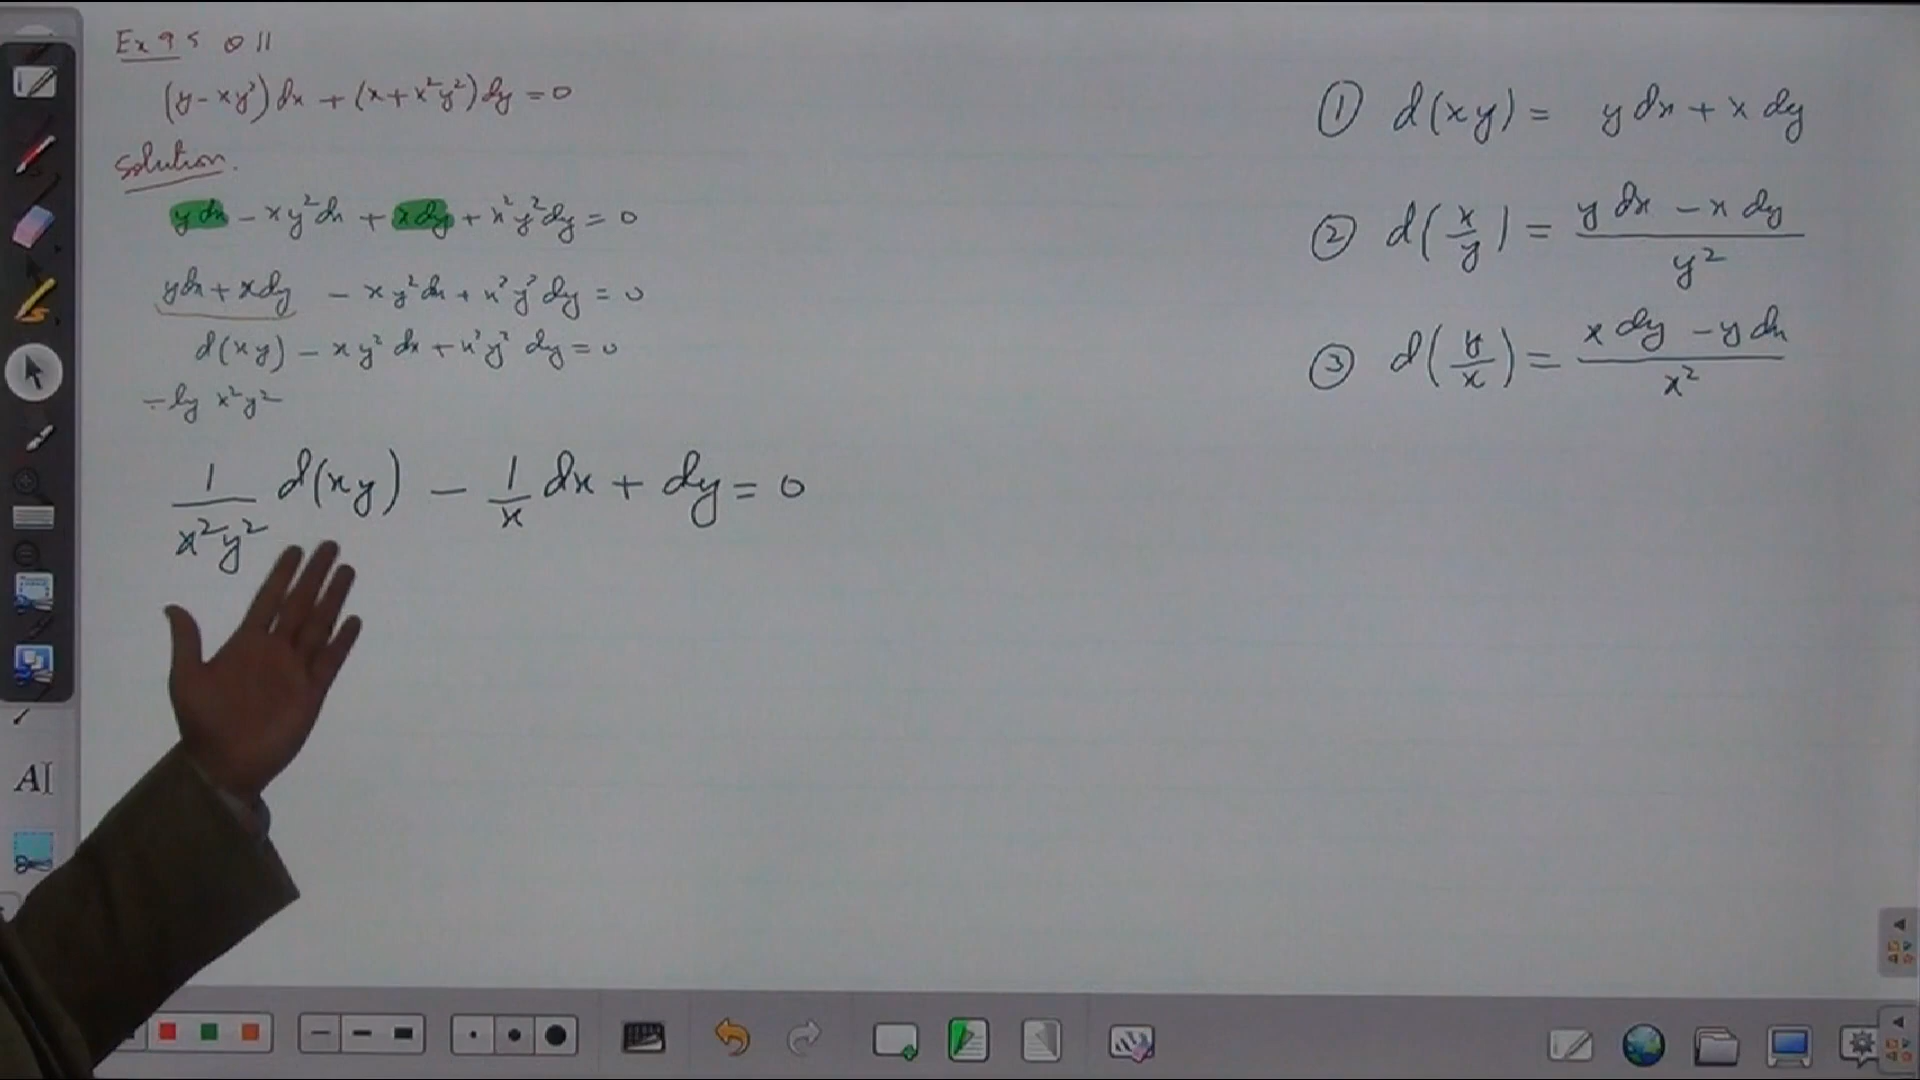 Ex 9.5 Q 11
(y - xy²) dx + (x + x²y²) dy = 0
Solution.
y dx - xy² dx + x dy + x²y² dy = 0
y dx + x dy - xy² dx + x²y² dy = 0
d(xy) - xy² dx + x²y² dy = 0
÷ by x²y²
1/x²y² d(xy) - 1/x dx + dy = 0
① d(xy) = y dx + x dy
② d(x/y) = (y dx - x dy)/y²
③ d(y/x) = (x dy - y dx)/x²
A